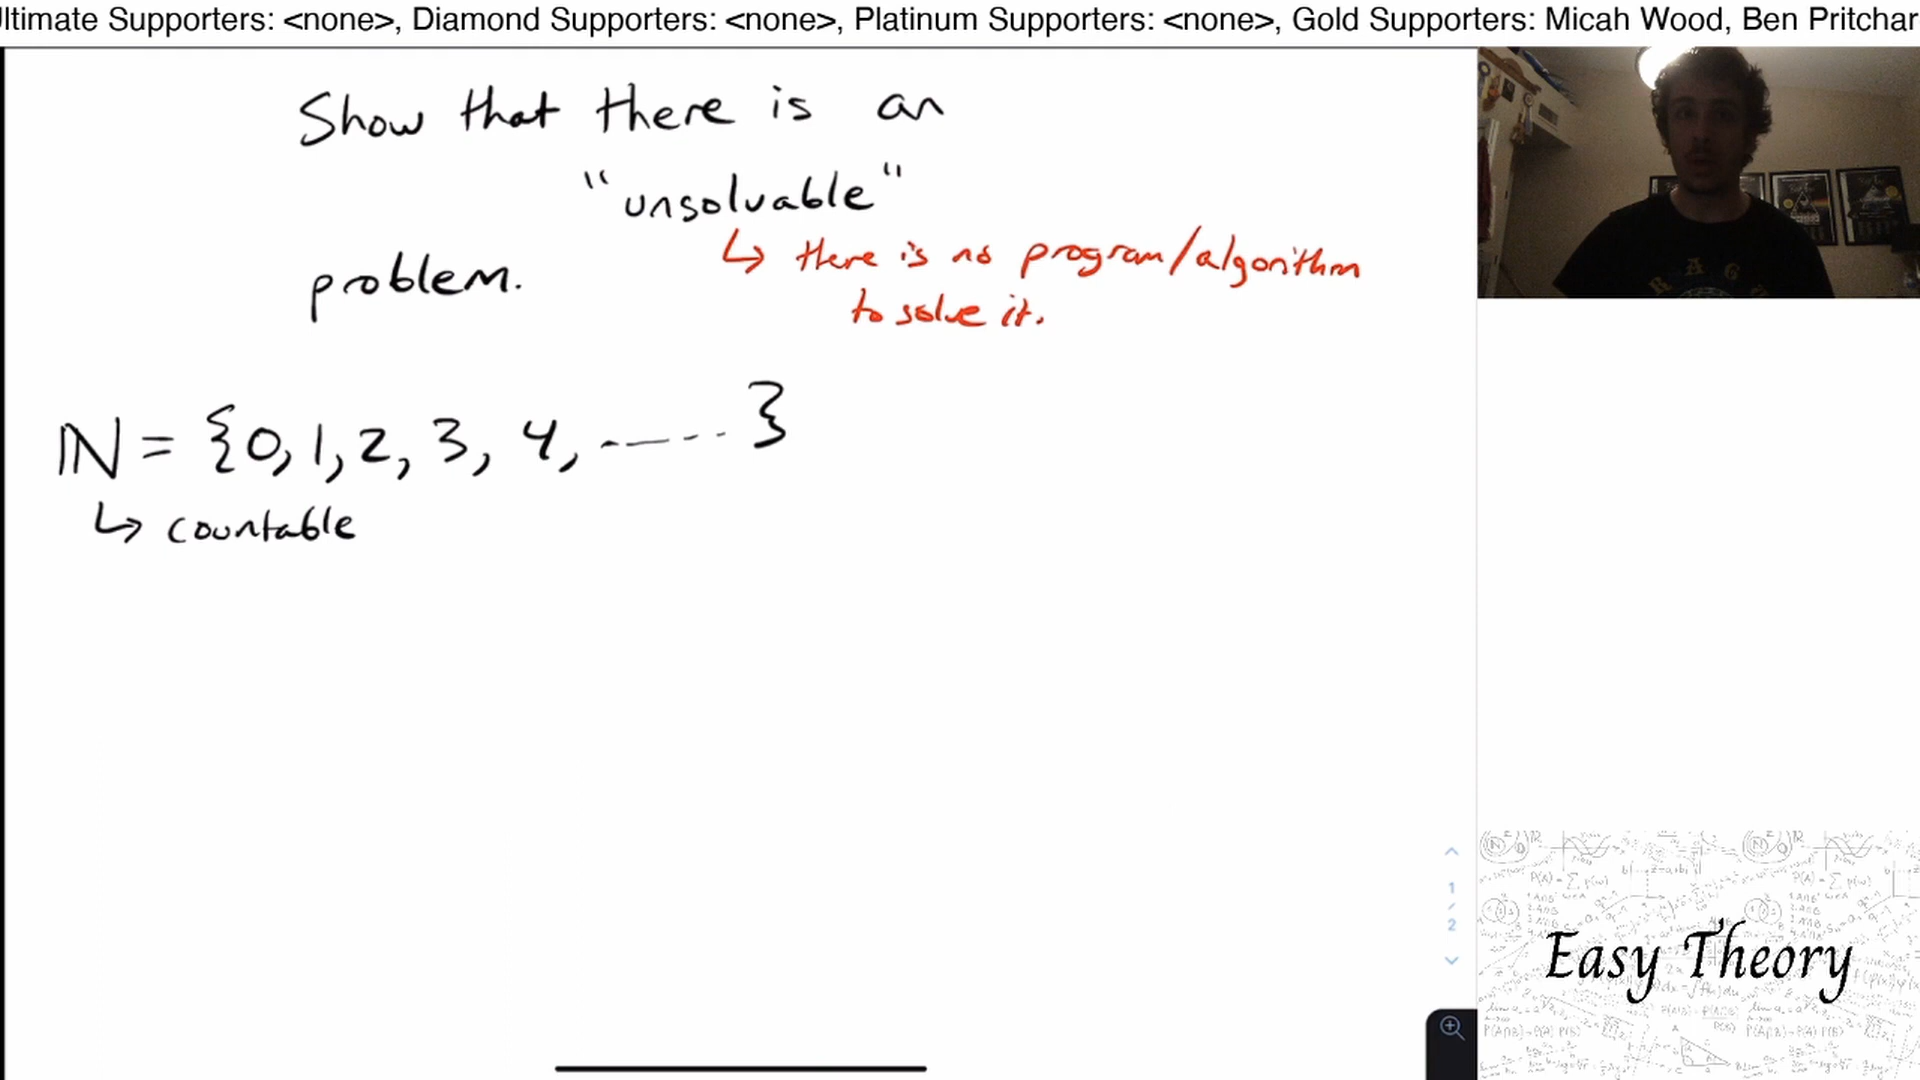 ltimate Supporters: <none>, Diamond Supporters: <none>, Platinum Supporters: <none>, Gold Supporters: Micah Wood, Ben Pritchar
Show that there is an
"unsolvable"
↳ there is no program/algorithm
to solve it.
problem.
ℕ = {0, 1, 2, 3, 4, ......}
↳ countable
1
/
2
Easy Theory